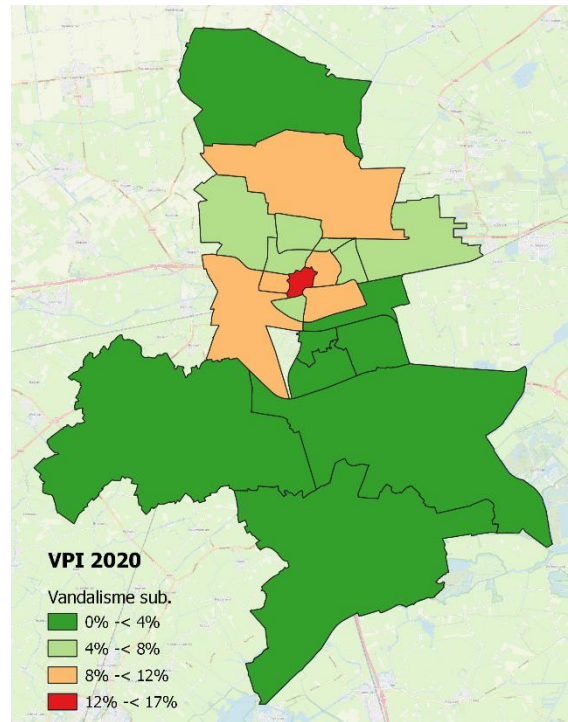 VPI 2020
Vandalisme sub.
0% -< 4%
4% -< 8%
8% -< 12%
12% -< 17%